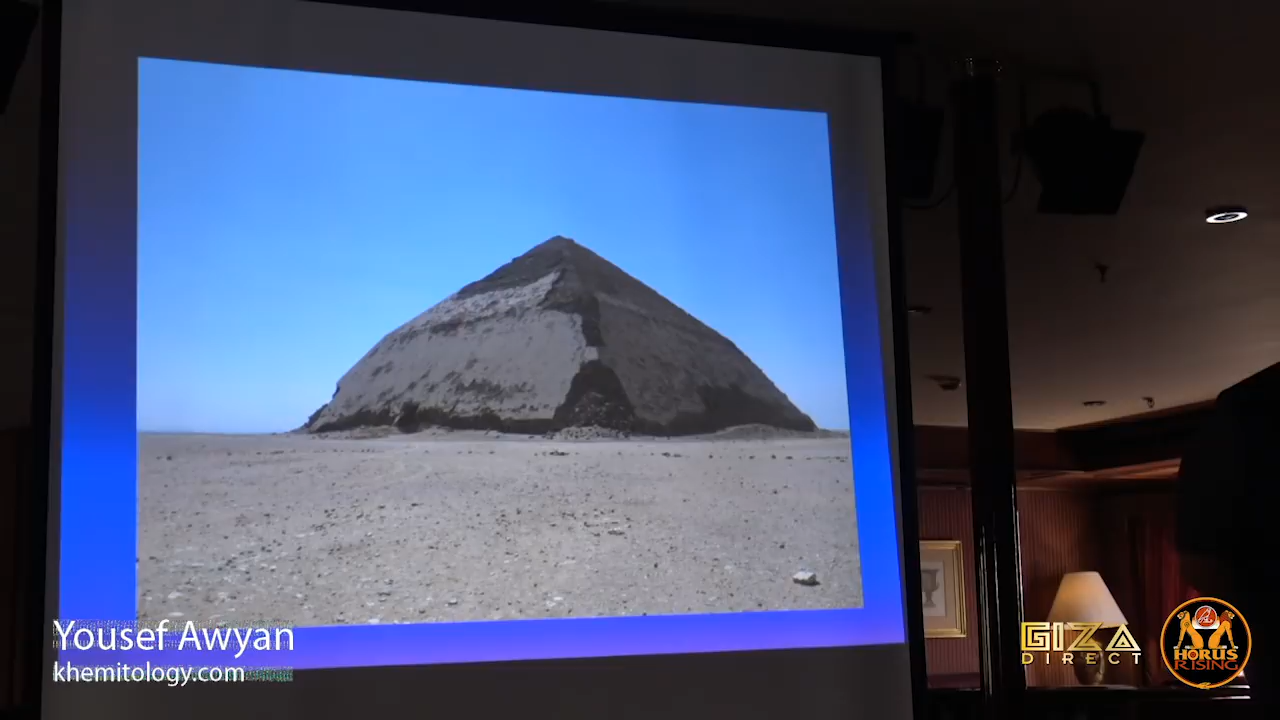 Yousef Awyan
khemitology.com
GIZA
DIRECT
HORUS
RISING